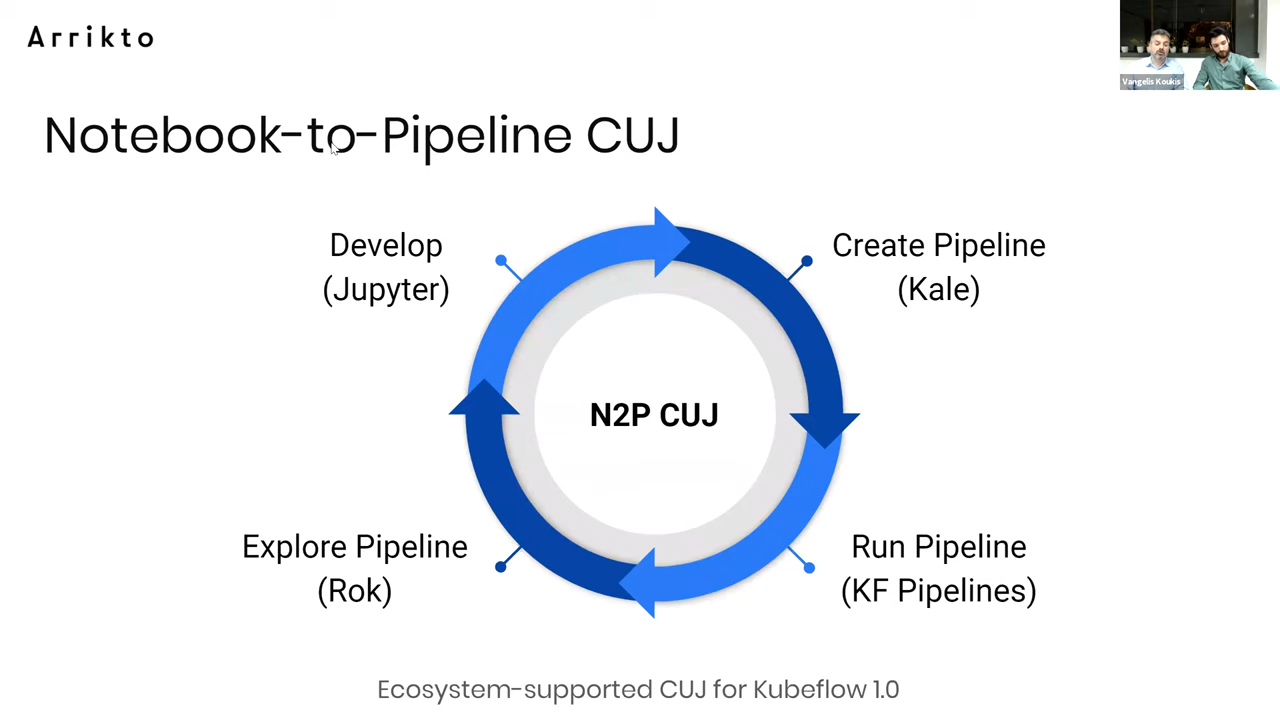 Arrikto
Vangelis Koukis
Notebook-to-Pipeline CUJ
Develop
(Jupyter)
Create Pipeline
(Kale)
N2P CUJ
Explore Pipeline
(Rok)
Run Pipeline
(KF Pipelines)
Ecosystem-supported CUJ for Kubeflow 1.0